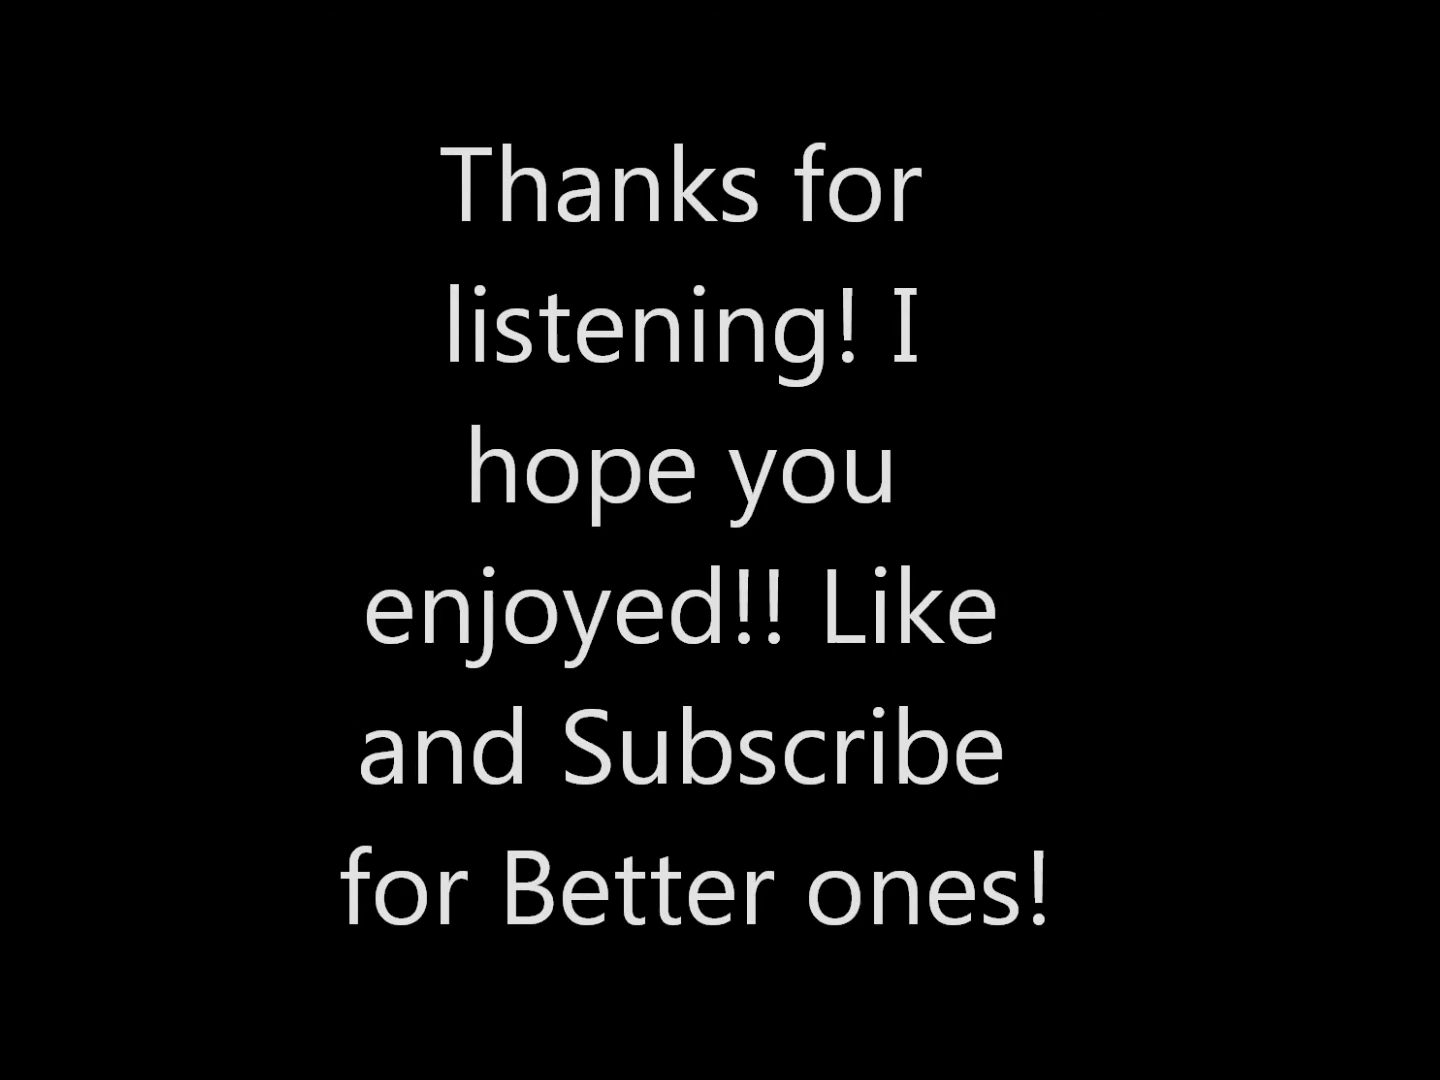 Thanks for
listening! I
hope you
enjoyed!! Like
and Subscribe
for Better ones!